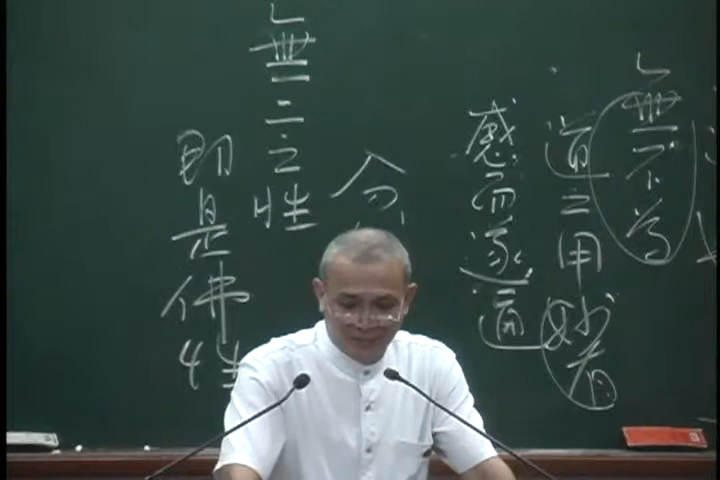 無不為
道之用妙有
感而遂通
無二之性
即是佛性